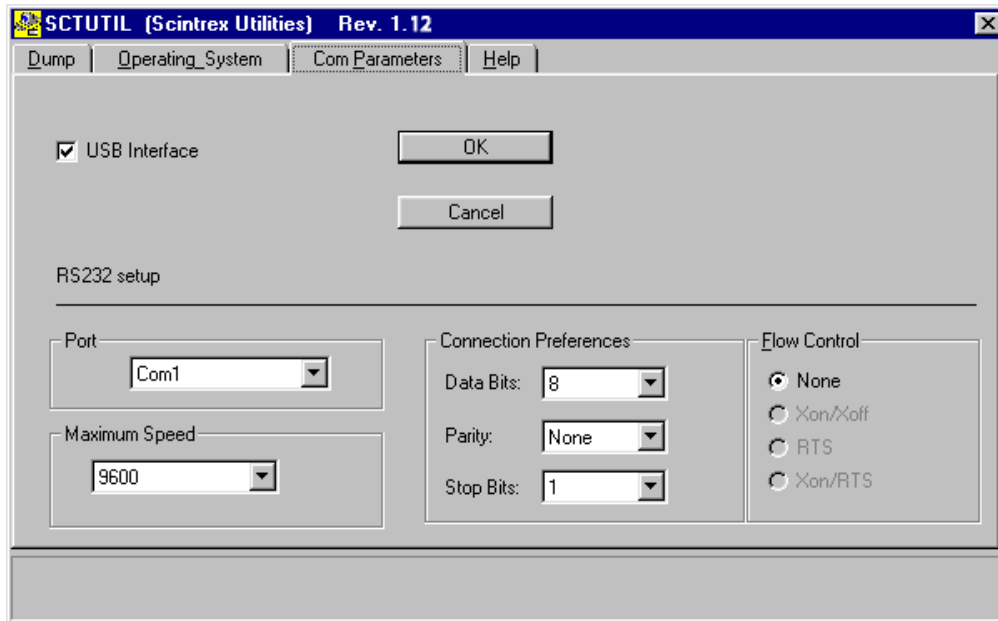 SCTUTIL (Scintrex Utilities) Rev. 1.12
Dump Operating_System Com Parameters Help
USB Interface
OK
Cancel
RS232 setup
Port
Com1
Maximum Speed
9600
Connection Preferences
Data Bits: 8
Parity: None
Stop Bits: 1
Flow Control
None
Xon/Xoff
RTS
Xon/RTS